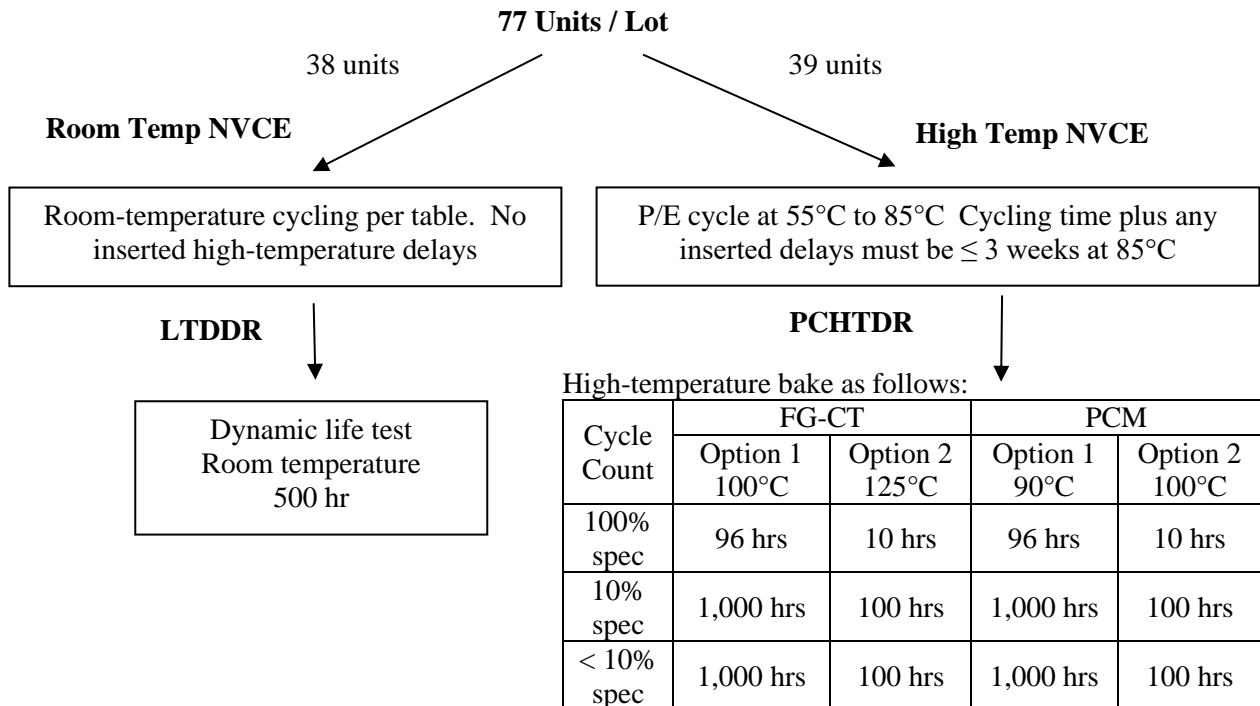 77 Units / Lot
38 units
39 units
Room Temp NVCE
High Temp NVCE
Room-temperature cycling per table. No
inserted high-temperature delays
P/E cycle at 55°C to 85°C Cycling time plus any
inserted delays must be ≤ 3 weeks at 85°C
LTDDR
PCHTDR
Dynamic life test
Room temperature
500 hr
High-temperature bake as follows:
Cycle
Count
FG-CT
PCM
Option 1
100°C
Option 2
125°C
Option 1
90°C
Option 2
100°C
100%
spec
96 hrs
10 hrs
96 hrs
10 hrs
10%
spec
1,000 hrs
100 hrs
1,000 hrs
100 hrs
< 10%
spec
1,000 hrs
100 hrs
1,000 hrs
100 hrs